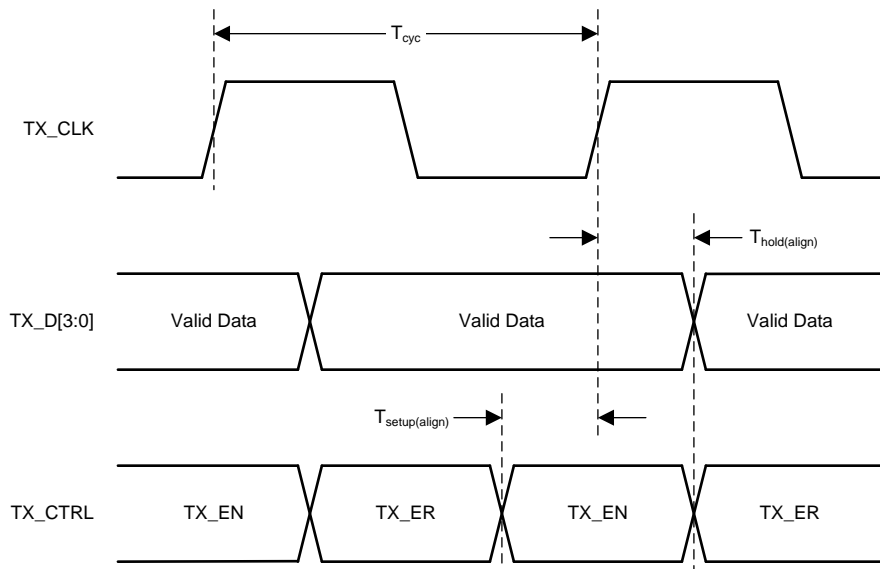 Tcyc
TX_CLK
Thold(align)
TX_D[3:0]
Valid Data
Valid Data
Valid Data
Tsetup(align)
TX_CTRL
TX_EN
TX_ER
TX_EN
TX_ER